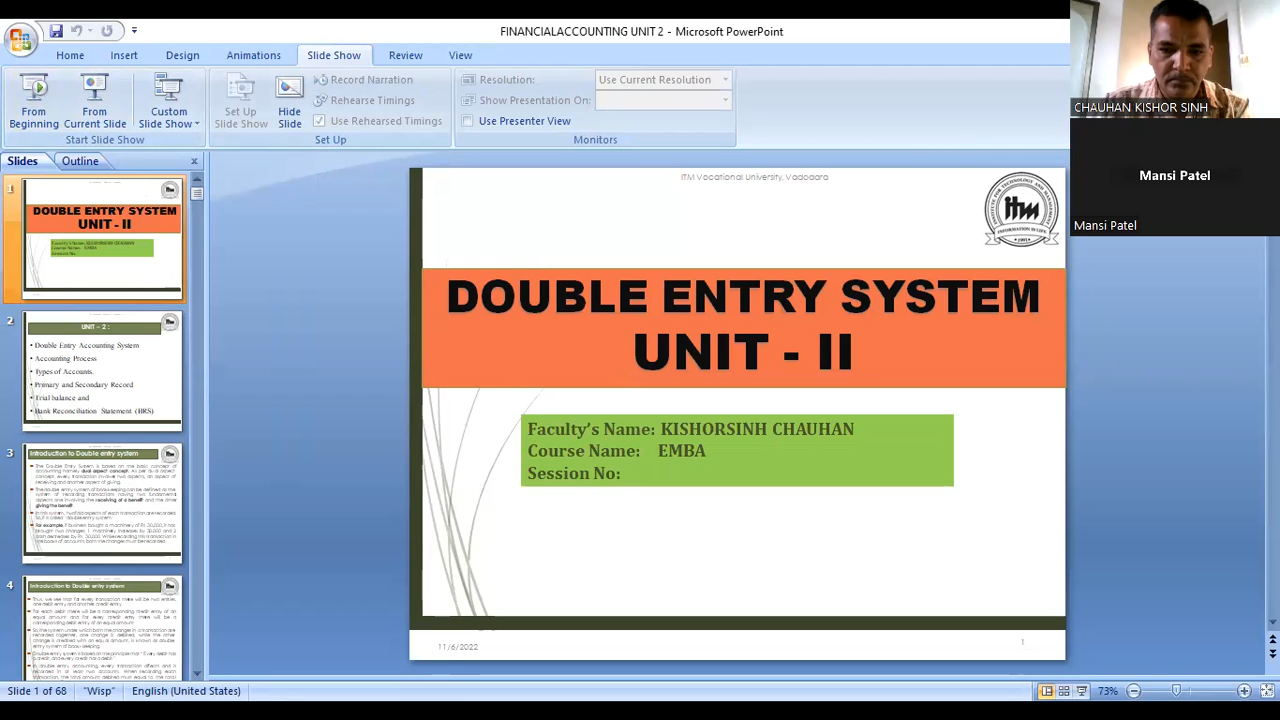 FINANCIALACCOUNTING UNIT 2 - Microsoft PowerPoint
Home Insert Design Animations Slide Show Review View
From Beginning
From Current Slide
Custom Slide Show
Start Slide Show
Set Up Slide Show
Hide Slide
Record Narration
Rehearse Timings
Use Rehearsed Timings
Set Up
Resolution: Use Current Resolution
Show Presentation On:
Use Presenter View
Monitors
CHAUHAN KISHOR SINH
Mansi Patel
Mansi Patel
Slides Outline
1
DOUBLE ENTRY SYSTEM
UNIT - II
2
UNIT – 2 :
• Double Entry Accounting System
• Accounting Process
• Types of Accounts.
• Primary and Secondary Record
• Trial balance and
• Bank Reconciliation Statement (BRS)
3
Introduction to Double entry system
4
Introduction to Double entry system
ITM Vocational University, Vadodara
itm
DOUBLE ENTRY SYSTEM
UNIT - II
Faculty's Name: KISHORSINH CHAUHAN
Course Name: EMBA
Session No:
11/6/2022
1
Slide 1 of 68 "Wisp" English (United States) 73%